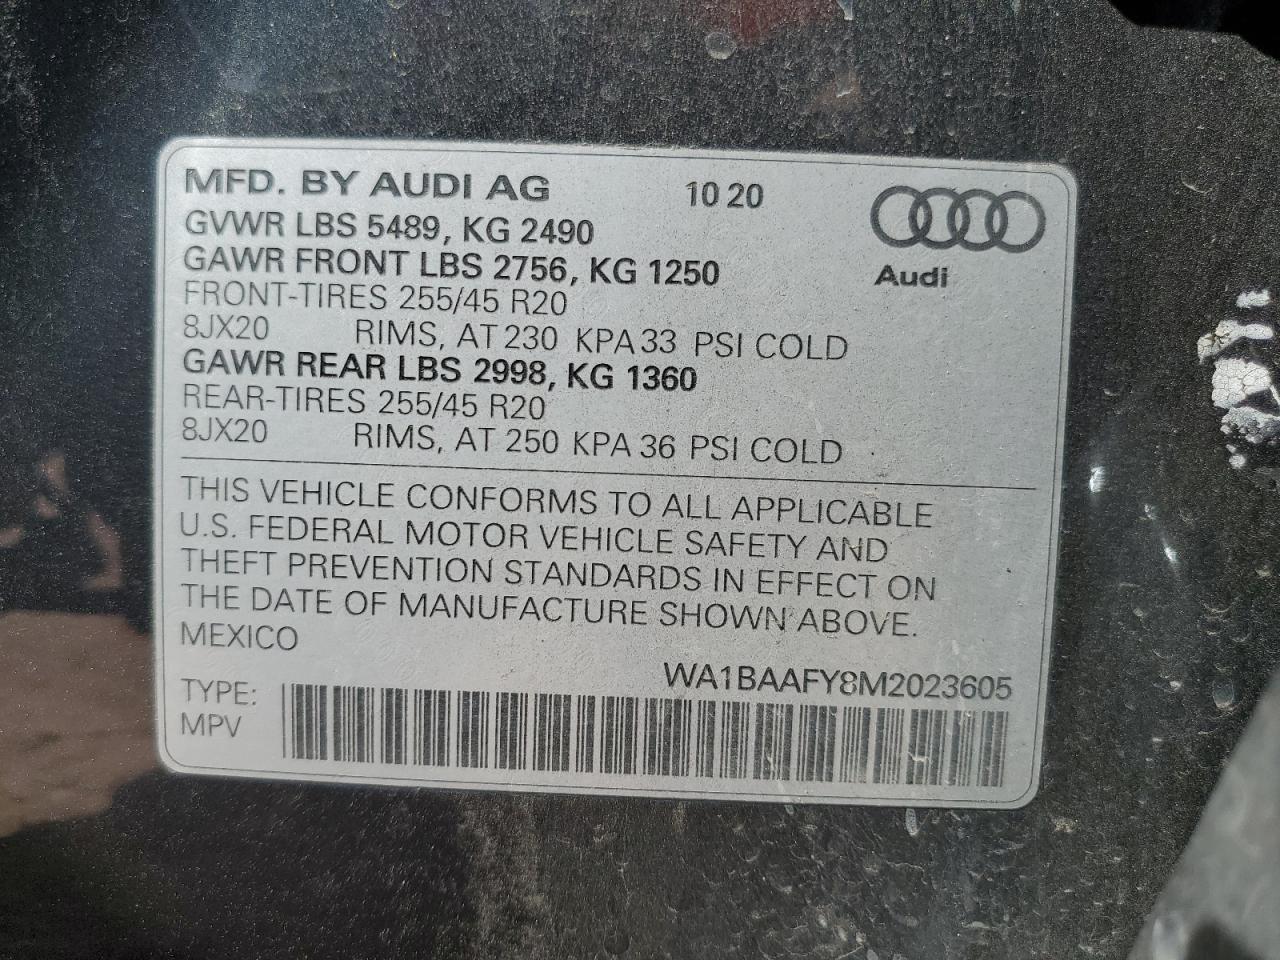 MFD. BY AUDI AG 10 20
GVWR LBS 5489, KG 2490
GAWR FRONT LBS 2756, KG 1250
Audi
FRONT-TIRES 255/45 R20
8JX20 RIMS, AT 230 KPA 33 PSI COLD
GAWR REAR LBS 2998, KG 1360
REAR-TIRES 255/45 R20
8JX20 RIMS, AT 250 KPA 36 PSI COLD
THIS VEHICLE CONFORMS TO ALL APPLICABLE
U.S. FEDERAL MOTOR VEHICLE SAFETY AND
THEFT PREVENTION STANDARDS IN EFFECT ON
THE DATE OF MANUFACTURE SHOWN ABOVE.
MEXICO
WA1BAAFY8M2023605
TYPE:
MPV